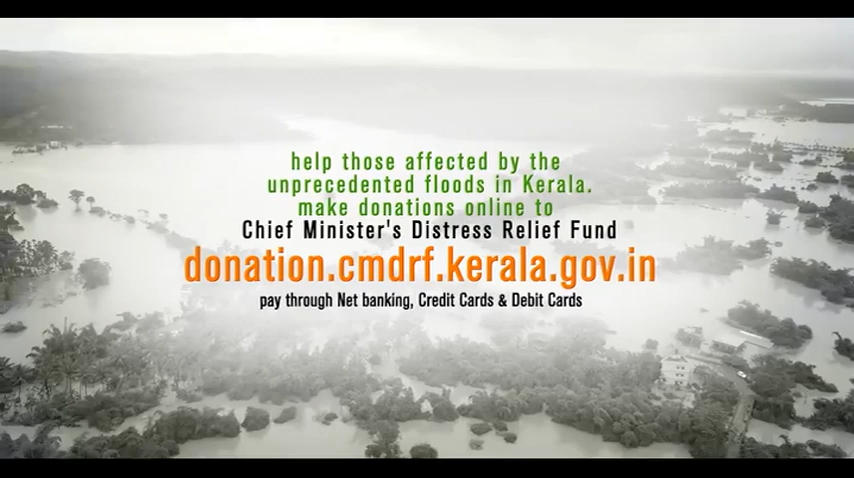 help those affected by the
unprecedented floods in Kerala.
make donations online to
Chief Minister's Distress Relief Fund
donation.cmdrf.kerala.gov.in
pay through Net banking, Credit Cards & Debit Cards